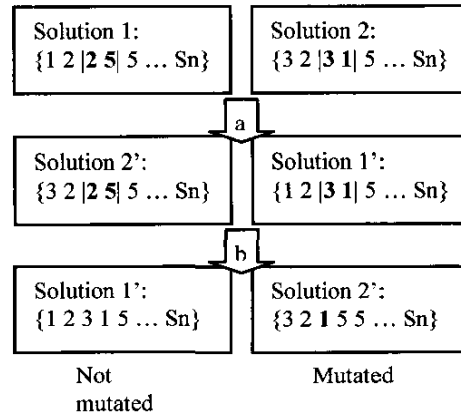 Solution 1:
{1 2 |2 5| 5 ... Sn}
Solution 2:
{3 2 |3 1| 5 ... Sn}
a
Solution 2’:
{3 2 |2 5| 5 ... Sn}
Solution 1’:
{1 2 |3 1| 5 ... Sn}
b
Solution 1’:
{1 2 3 1 5 ... Sn}
Solution 2’:
{3 2 1 5 5 ... Sn}
Not
mutated
Mutated